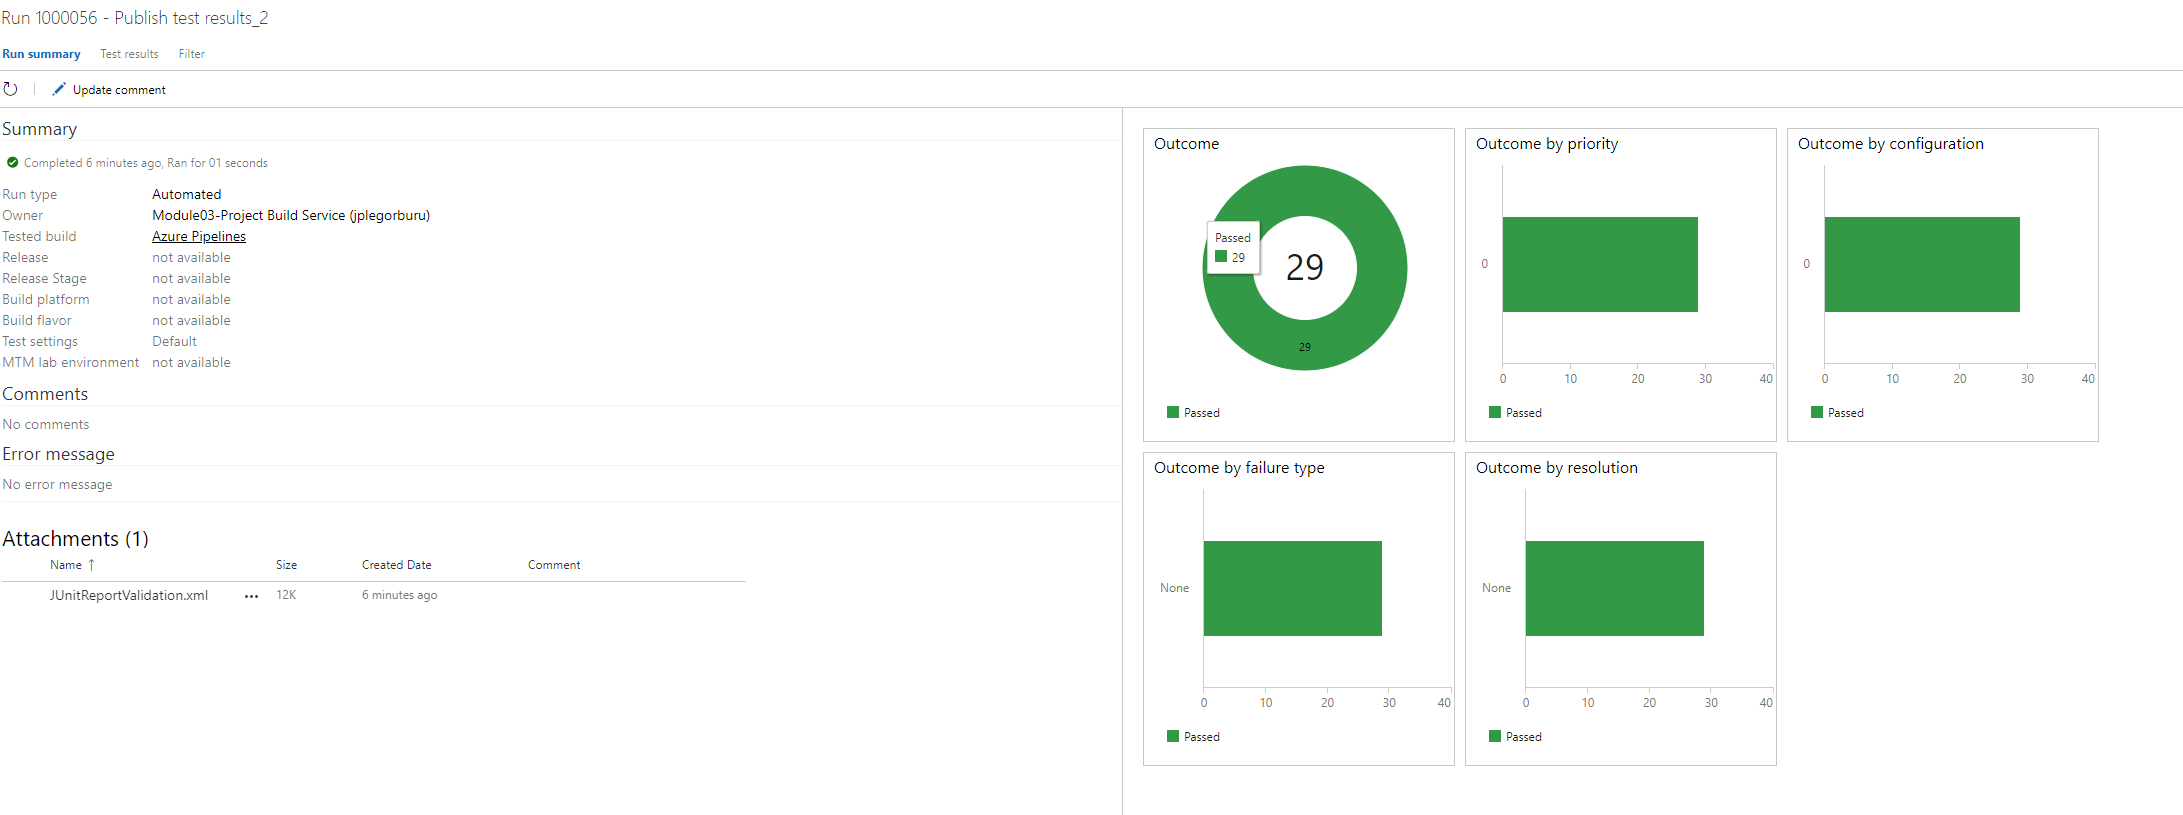 Run 1000056 - Publish test results_2
Run summary Test results Filter
Update comment
Summary
Completed 6 minutes ago, Ran for 01 seconds
Run type Automated
Owner Module03-Project Build Service (jplegorburu)
Tested build Azure Pipelines
Release not available
Release Stage not available
Build platform not available
Build flavor not available
Test settings Default
MTM lab environment not available
Comments
No comments
Error message
No error message
Attachments (1)
Name ↑ Size Created Date Comment
JUnitReportValidation.xml ••• 12K 6 minutes ago
Outcome
Passed
29
29
29
Passed
Outcome by priority
0
0 10 20 30 40
Passed
Outcome by configuration
0
0 10 20 30 40
Passed
Outcome by failure type
None
0 10 20 30 40
Passed
Outcome by resolution
None
0 10 20 30 40
Passed